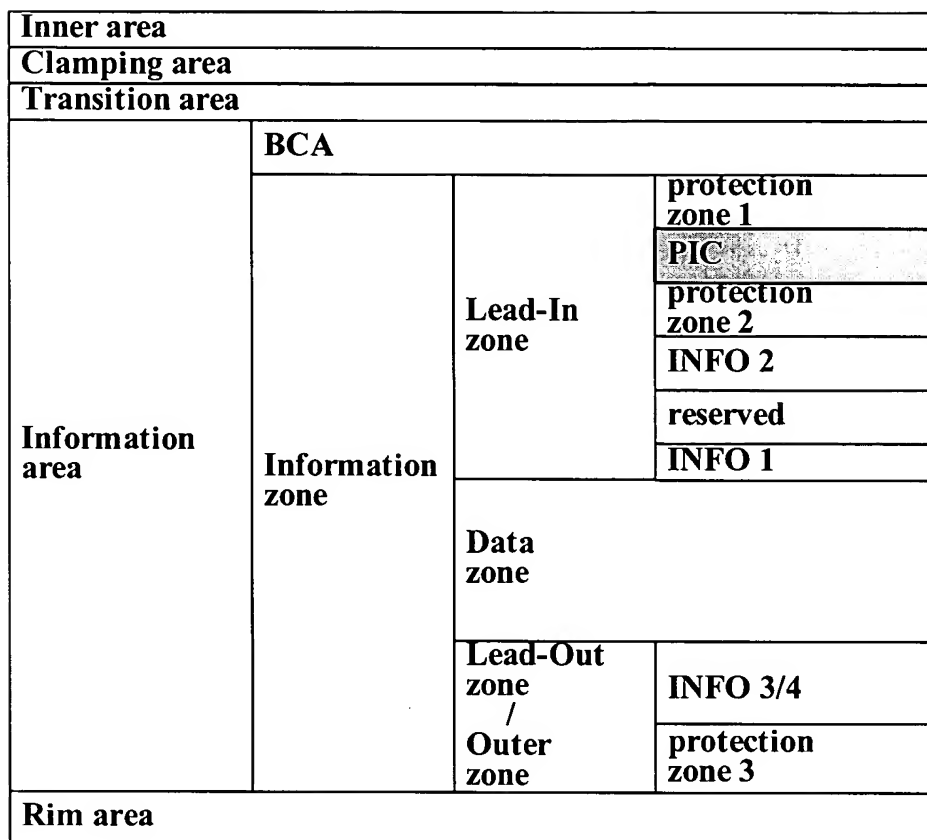 Inner area
Clamping area
Transition area
BCA
protection
zone 1
PIC
protection
zone 2
Lead-In
zone
INFO 2
reserved
INFO 1
Information
area
Information
zone
Data
zone
Lead-Out
zone
/
Outer
zone
INFO 3/4
protection
zone 3
Rim area